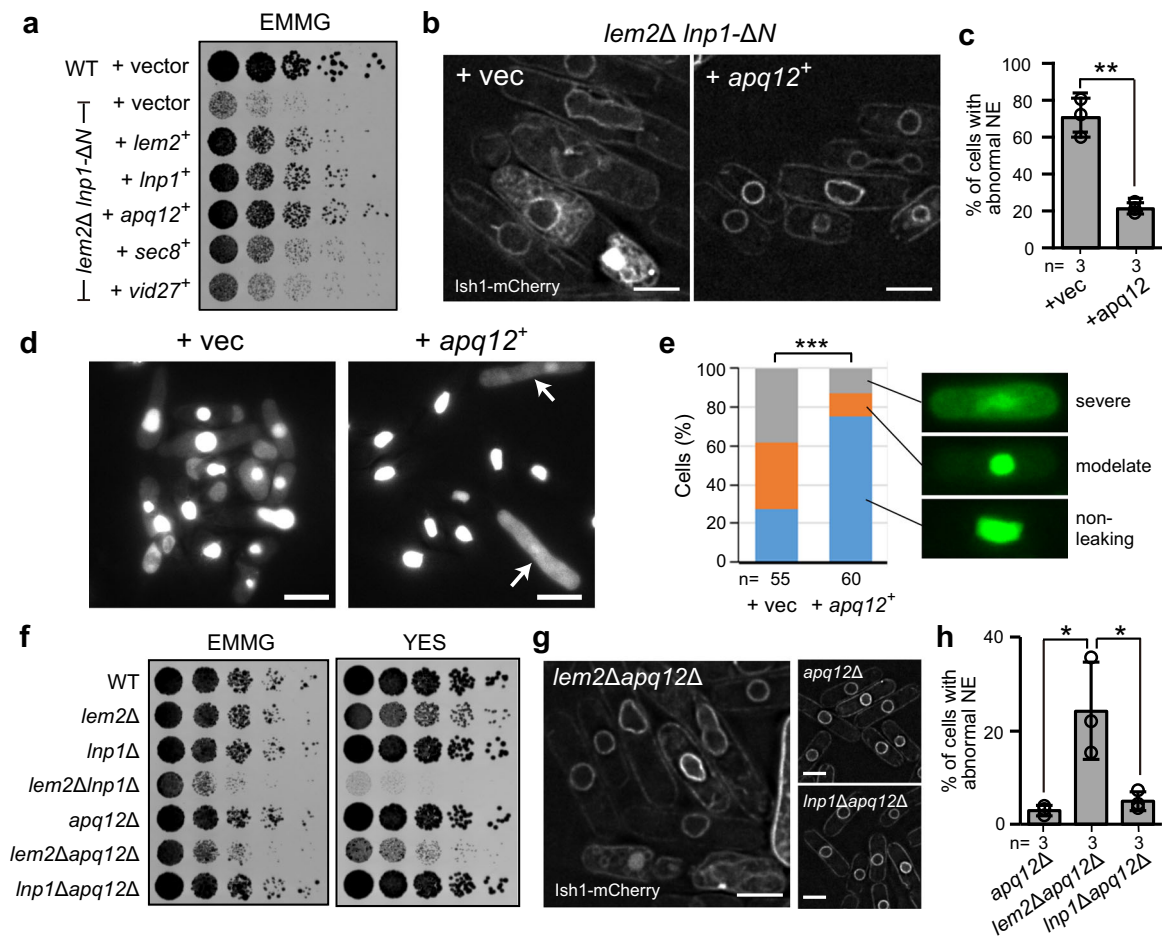 a
EMMG
WT + vector
lem2Δ lnp1-ΔN
+ vector
+ lem2+
+ lnp1+
+ apq12+
+ sec8+
+ vid27+
b
lem2Δ lnp1-ΔN
+ vec
+ apq12+
Ish1-mCherry
c
% of cells with
abnormal NE
100
80
60
40
20
0
**
n= 3 3
+vec
+apq12
d
+ vec
+ apq12+
e
Cells (%)
100
80
60
40
20
0
***
n= 55 60
+ vec + apq12+
severe
modelate
non-
leaking
f
EMMG YES
WT
lem2Δ
lnp1Δ
lem2Δlnp1Δ
apq12Δ
lem2Δapq12Δ
lnp1Δapq12Δ
g
lem2Δapq12Δ
Ish1-mCherry
apq12Δ
lnp1Δapq12Δ
h
% of cells with
abnormal NE
40
20
0
* *
n= 3 3 3
apq12Δ
lem2Δapq12Δ
lnp1Δapq12Δ